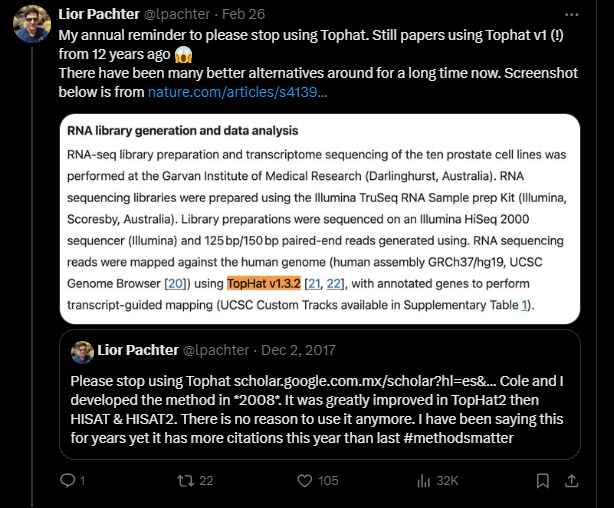 Lior Pachter @lpachter · Feb 26 ...
My annual reminder to please stop using Tophat. Still papers using Tophat v1 (!)
from 12 years ago 😱
There have been many better alternatives around for a long time now. Screenshot
below is from nature.com/articles/s4139...
RNA library generation and data analysis
RNA-seq library preparation and transcriptome sequencing of the ten prostate cell lines was
performed at the Garvan Institute of Medical Research (Darlinghurst, Australia). RNA
sequencing libraries were prepared using the Illumina TruSeq RNA Sample prep Kit (Illumina,
Scoresby, Australia). Library preparations were sequenced on an Illumina HiSeq 2000
sequencer (Illumina) and 125 bp/150 bp paired-end reads generated using. RNA sequencing
reads were mapped against the human genome (human assembly GRCh37/hg19, UCSC
Genome Browser [20]) using TopHat v1.3.2 [21, 22], with annotated genes to perform
transcript-guided mapping (UCSC Custom Tracks available in Supplementary Table 1).
Lior Pachter @lpachter · Dec 2, 2017
Please stop using Tophat scholar.google.com.mx/scholar?hl=es&... Cole and I
developed the method in *2008*. It was greatly improved in TopHat2 then
HISAT & HISAT2. There is no reason to use it anymore. I have been saying this
for years yet it has more citations this year than last #methodsmatter
1 22 105 32K